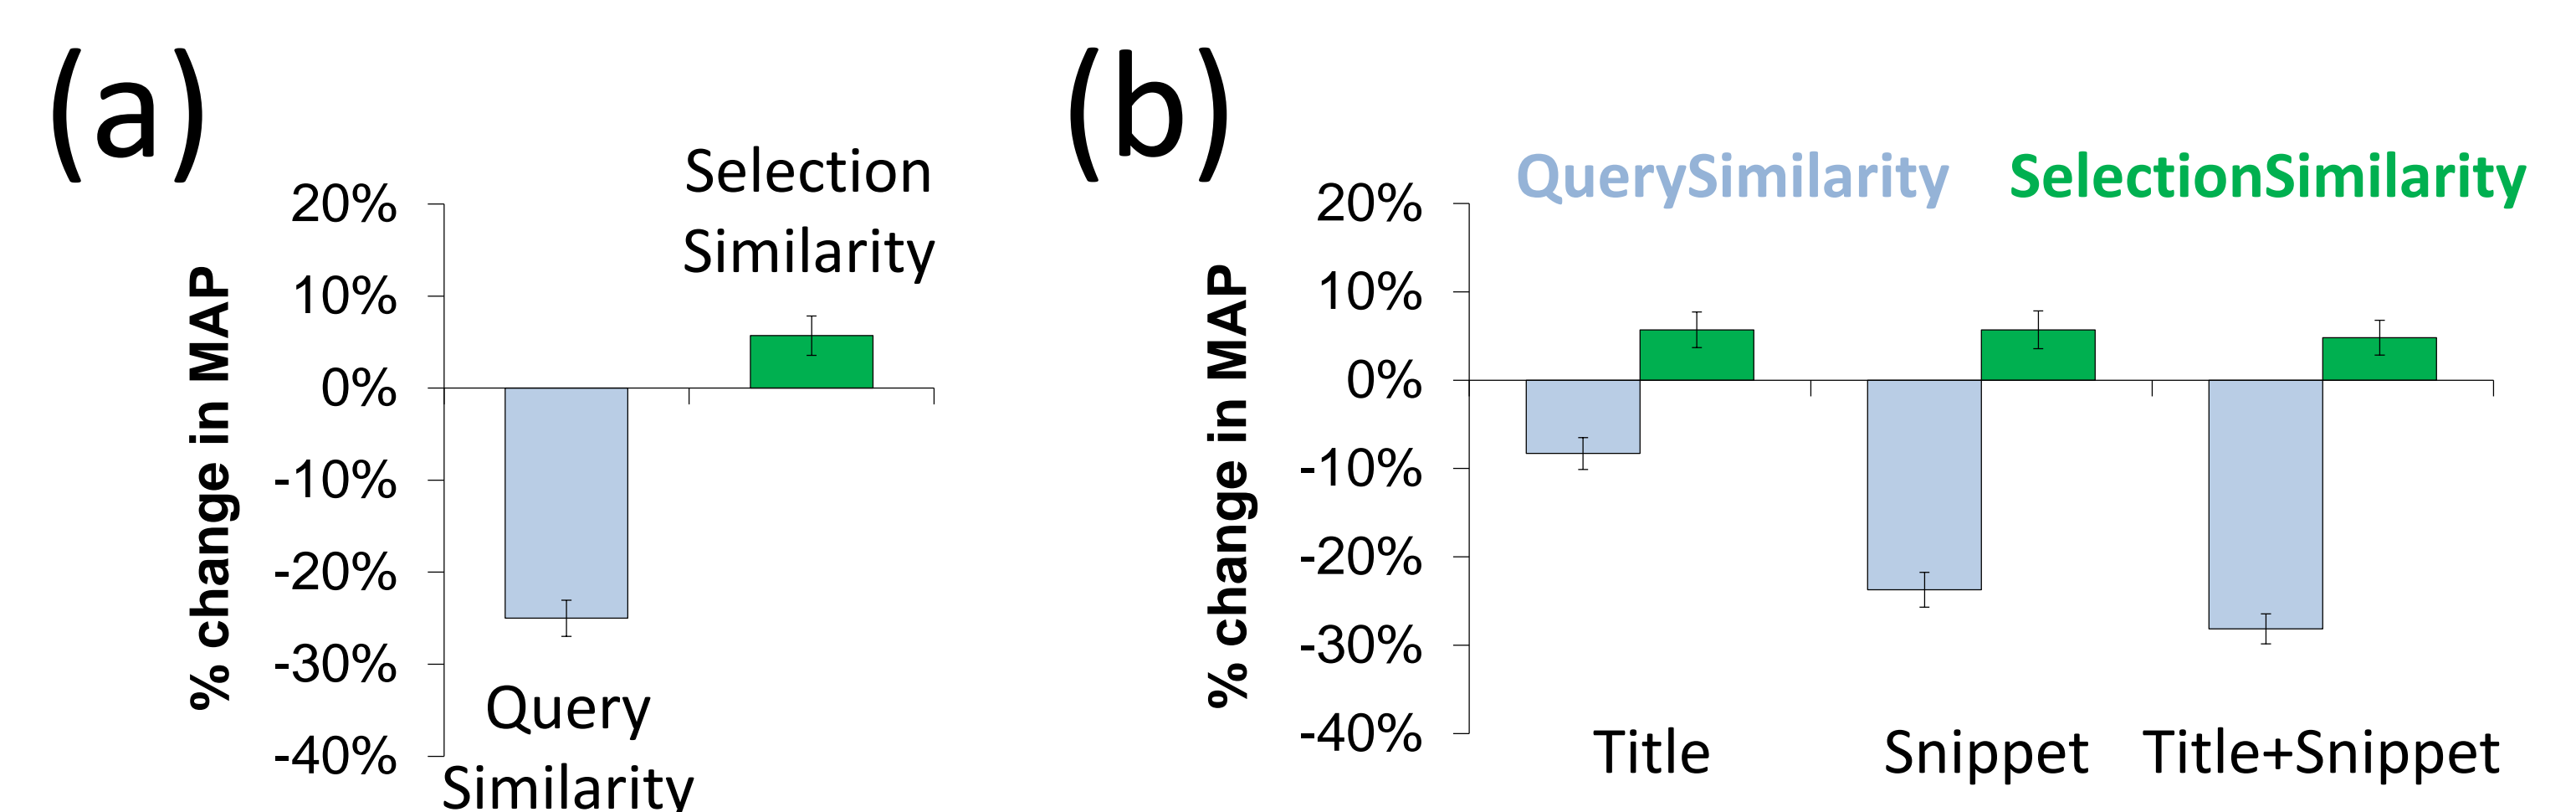 (a)
Selection
Similarity
20%
10%
0%
-10%
-20%
-30%
-40%
% change in MAP
Query
Similarity
(b)
QuerySimilarity SelectionSimilarity
20%
10%
0%
-10%
-20%
-30%
-40%
% change in MAP
Title Snippet Title+Snippet